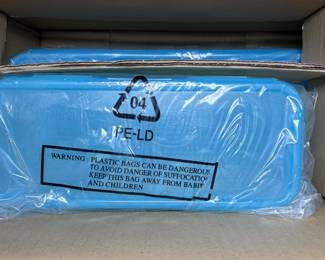 04
PE-LD
WARNING : PLASTIC BAGS CAN BE DANGEROUS
TO AVOID DANGER OF SUFFOCATION
KEEP THIS BAG AWAY FROM BABIE
AND CHILDREN